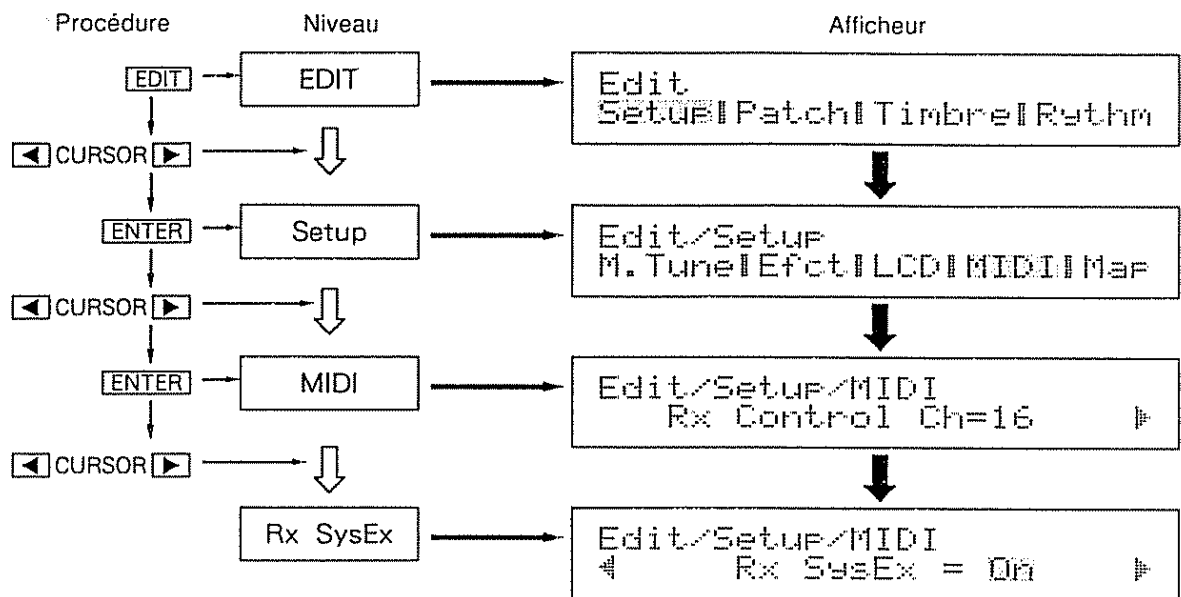 Procédure Niveau Afficheur
EDIT EDIT Edit
Setup|Patch|Timbre|Rythm
◀ CURSOR ▶
ENTER Setup Edit/Setup
M.Tune|Efct|LCD|MIDI|Map
◀ CURSOR ▶
ENTER MIDI Edit/Setup/MIDI
Rx Control Ch=16 ▶
◀ CURSOR ▶
Rx SysEx Edit/Setup/MIDI
◀ Rx SysEx = On ▶